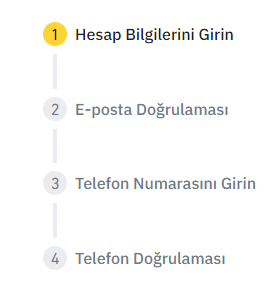 1 Hesap Bilgilerini Girin
2 E-posta Doğrulaması
3 Telefon Numarasını Girin
4 Telefon Doğrulaması